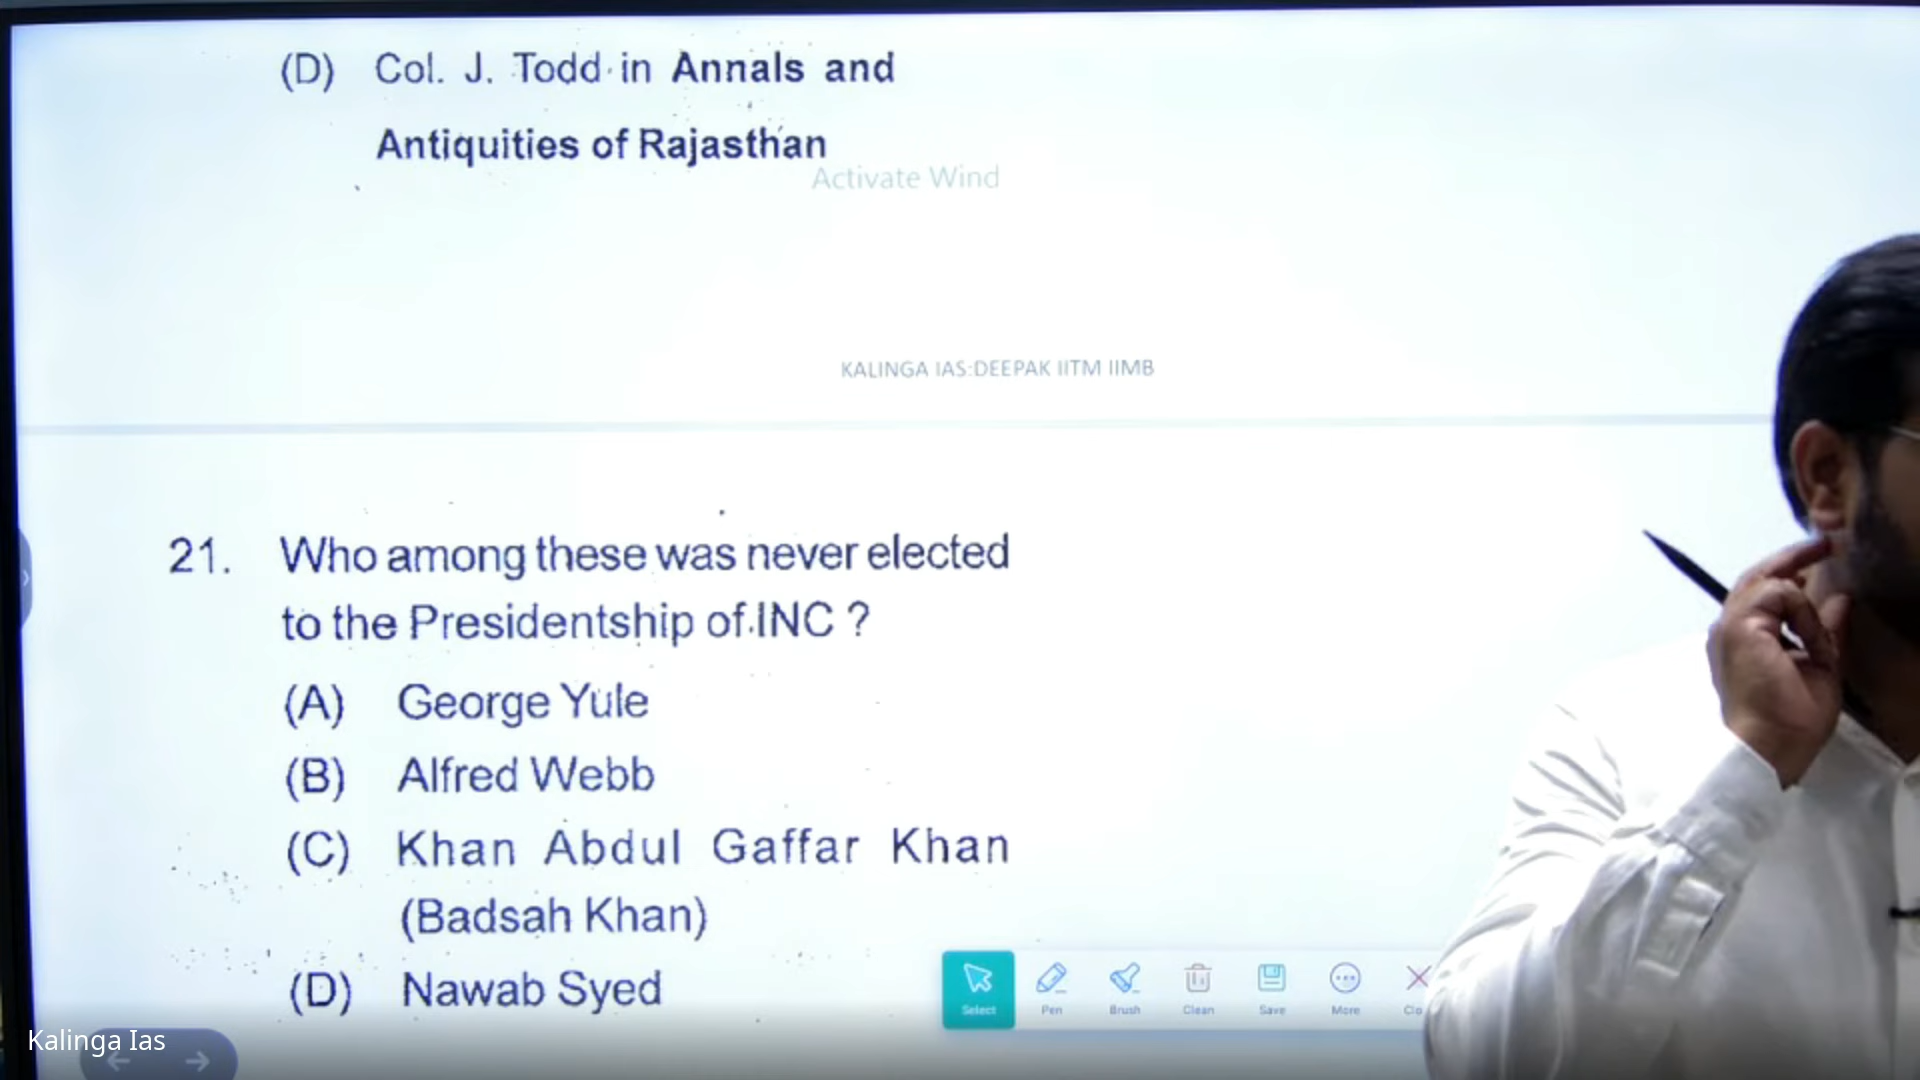 (D) Col. J. Todd in Annals and
Antiquities of Rajasthan
Activate Wind
KALINGA IAS:DEEPAK IITM IIMB
21. Who among these was never elected
to the Presidentship of INC ?
(A) George Yule
(B) Alfred Webb
(C) Khan Abdul Gaffar Khan
(Badsah Khan)
(D) Nawab Syed
Select Pen Brush Clean Save More Clo
Kalinga Ias